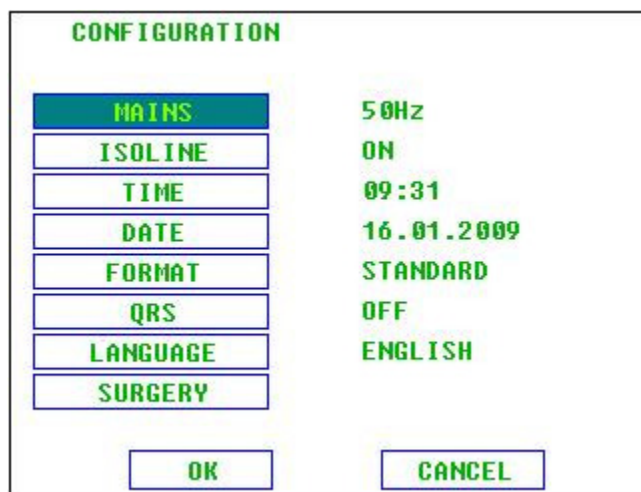 CONFIGURATION
MAINS 50Hz
ISOLINE ON
TIME 09:31
DATE 16.01.2009
FORMAT STANDARD
QRS OFF
LANGUAGE ENGLISH
SURGERY
OK CANCEL